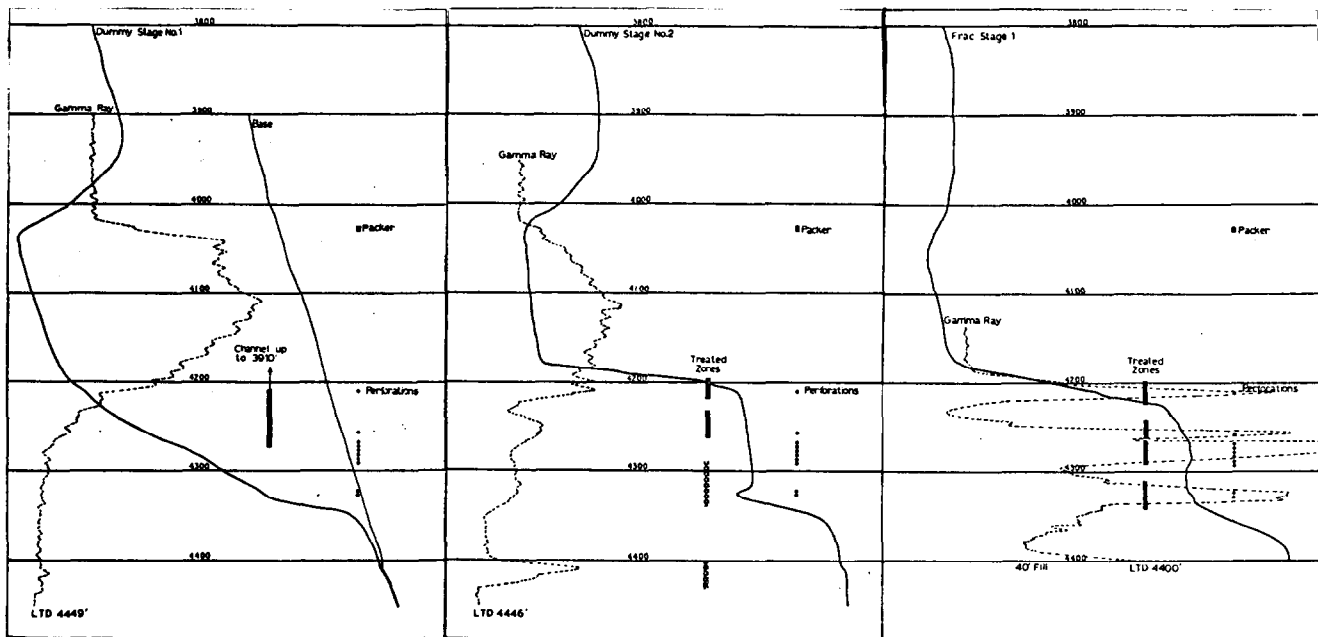 3800
Dummy Stage No.1
Gamma Ray
3900
Base
4000
Packer
4100
Channel up
to 3910'
4200
Perforations
4300
4400
LTD 4449'
3800
Dummy Stage No.2
3900
Gamma Ray
4000
Packer
4100
Treated
Zones
4200
Perforations
4300
4400
LTD 4446'
3800
Frac Stage 1
3900
4000
Packer
4100
Gamma Ray
Treated
Zones
4200
Perforations
4300
4400
40' Fill
LTD 4400'